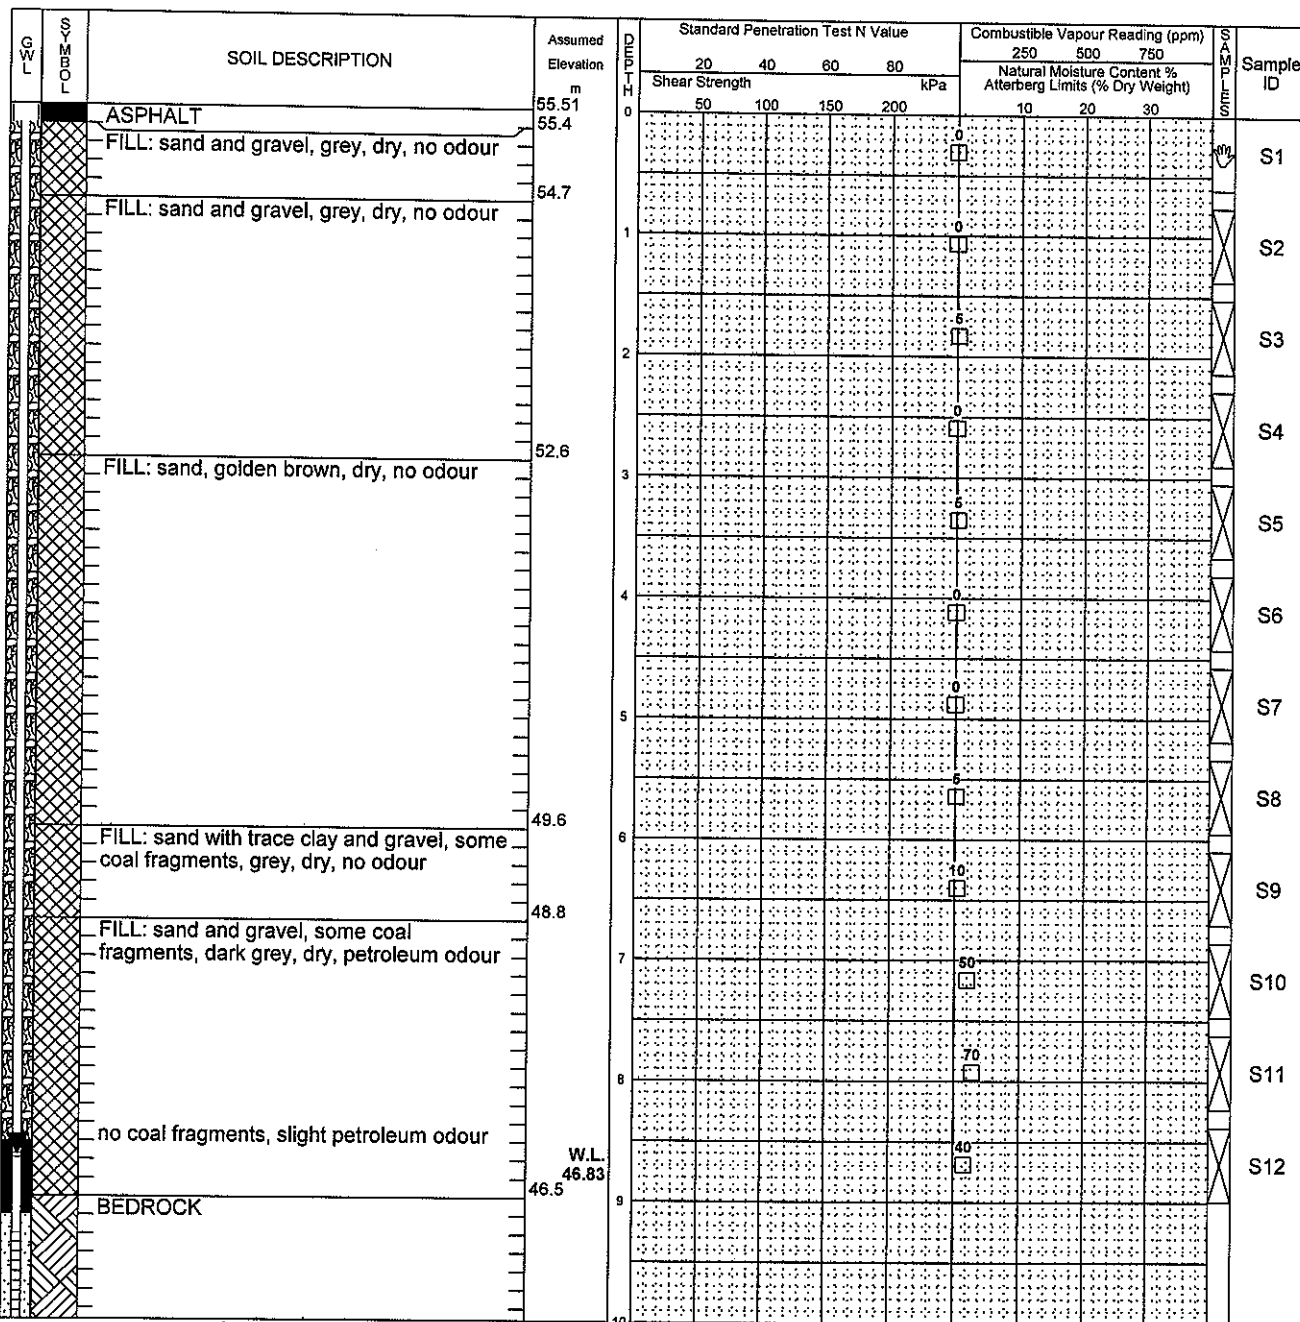 GWL
SYMBOL
SOIL DESCRIPTION
Assumed
Elevation
m
DEPTH
Standard Penetration Test N Value
20 40 60 80
Shear Strength kPa
50 100 150 200
Combustible Vapour Reading (ppm)
250 500 750
Natural Moisture Content %
Atterberg Limits (% Dry Weight)
10 20 30
SAMPLES
Sample
ID
55.51
0
ASPHALT
55.4
FILL: sand and gravel, grey, dry, no odour
0
S1
54.7
FILL: sand and gravel, grey, dry, no odour
1
0
S2
5
S3
2
0
S4
52.6
FILL: sand, golden brown, dry, no odour
3
5
S5
4
0
S6
0
S7
5
5
S8
49.6
FILL: sand with trace clay and gravel, some
coal fragments, grey, dry, no odour
6
10
S9
48.8
FILL: sand and gravel, some coal
fragments, dark grey, dry, petroleum odour
7
50
S10
70
S11
8
no coal fragments, slight petroleum odour
40
S12
W.L.
46.83
46.5
9
BEDROCK
10